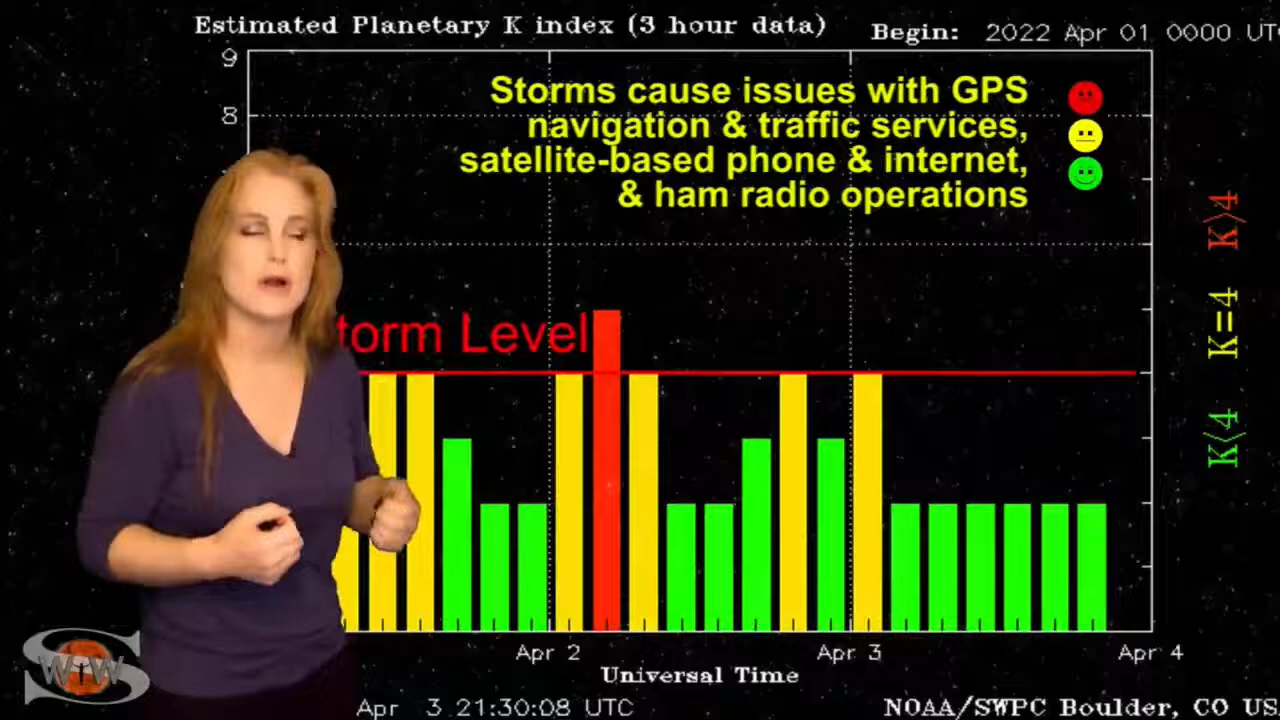 Estimated Planetary K index (3 hour data)
Begin: 2022 Apr 01 0000 UTC
9
8
Storms cause issues with GPS
navigation & traffic services,
satellite-based phone & internet,
& ham radio operations
torm Level
K>4
K=4
K<4
Apr 2
Apr 3
Apr 4
Universal Time
Apr 3 21:30:08 UTC
NOAA/SWPC Boulder, CO US
S
WTW